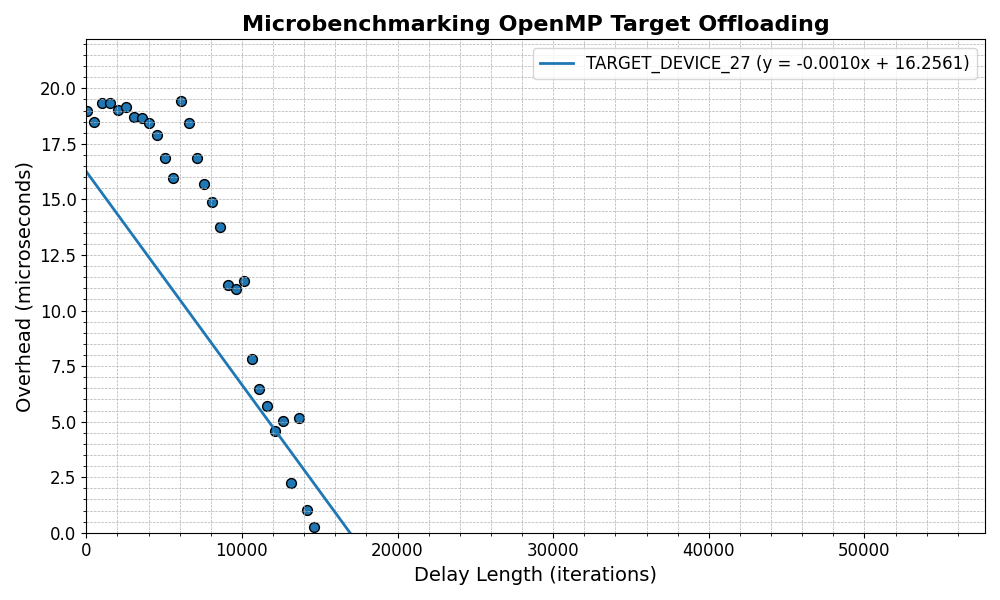 Microbenchmarking OpenMP Target Offloading
TARGET_DEVICE_27 (y = -0.0010x + 16.2561)
Overhead (microseconds)
20.0
17.5
15.0
12.5
10.0
7.5
5.0
2.5
0.0
0 10000 20000 30000 40000 50000
Delay Length (iterations)